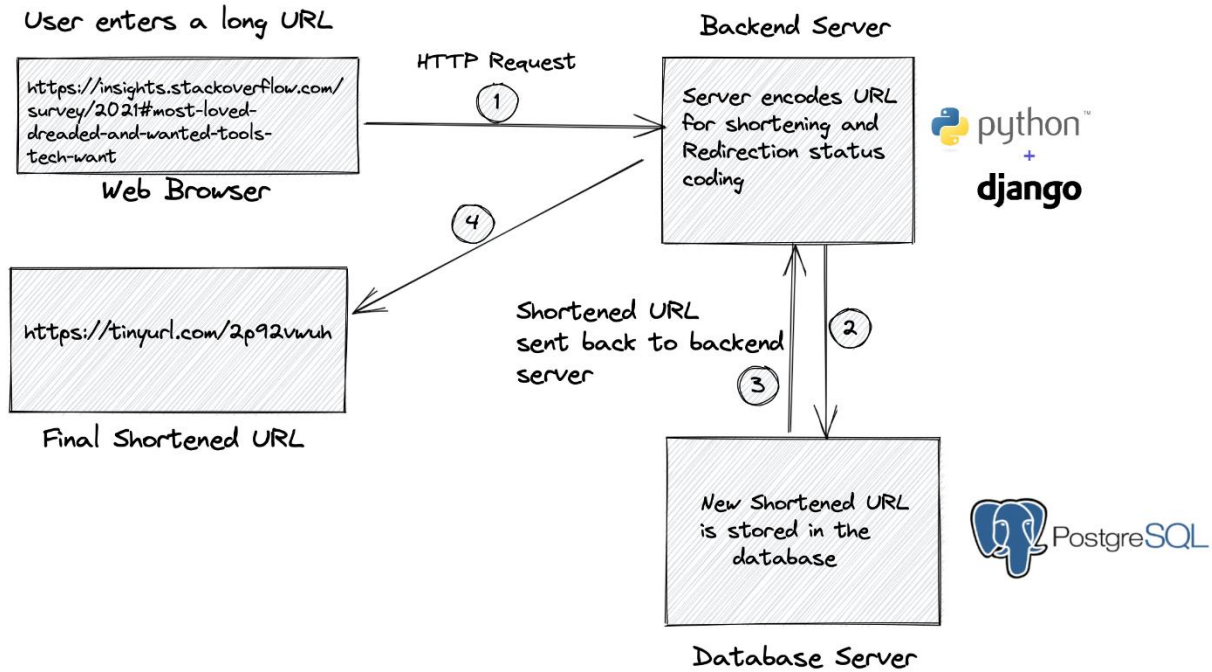 User enters a long URL
https://insights.stackoverflow.com/
survey/2021#most-loved-
dreaded-and-wanted-tools-
tech-want
Web Browser
HTTP Request
1
Backend Server
Server encodes URL
for shortening and
Redirection status
coding
python™
+
django
4
https://tinyurl.com/2p92vwuh
Final Shortened URL
Shortened URL
sent back to backend
server
2
3
New Shortened URL
is stored in the
database
PostgreSQL
Database Server